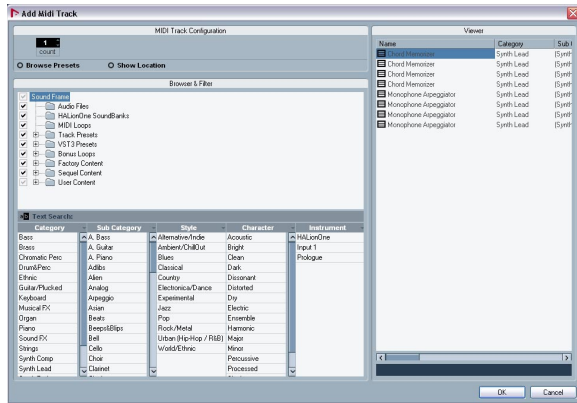 Add Midi Track
MIDI Track Configuration
1
count
Browse Presets Show Location
Browser & Filter
Sound Frame
Audio Files
HALionOne SoundBanks
MIDI Loops
Track Presets
VST3 Presets
Bonus Loops
Factory Content
Sequel Content
User Content
Text Search:
Category Sub Category Style Character Instrument
Bass A. Bass Alternative/Indie Acoustic HALionOne
Brass A. Guitar Ambient/ChillOut Bright Input 1
Chromatic Perc A. Piano Blues Clean Prologue
Drum&Perc Adlibs Classical Dark
Ethnic Alien Country Dissonant
Guitar/Plucked Analog Electronica/Dance Distorted
Keyboard Arpeggio Experimental Dry
Musical FX Asian Jazz Electric
Organ Beats Pop Ensemble
Piano Beeps&Blips Rock/Metal Harmonic
Sound FX Bell Urban (Hip-Hop / R&B) Major
Strings Cello World/Ethnic Minor
Synth Comp Choir Percussive
Synth Lead Clarinet Processed
Viewer
Name Category Sub
Chord Memorizer Synth Lead (Synth
Chord Memorizer Synth Lead (Synth
Chord Memorizer Synth Lead (Synth
Chord Memorizer Synth Lead (Synth
Monophone Arpeggiator Synth Lead (Synth
Monophone Arpeggiator Synth Lead (Synth
Monophone Arpeggiator Synth Lead (Synth
Monophone Arpeggiator Synth Lead (Synth
OK Cancel